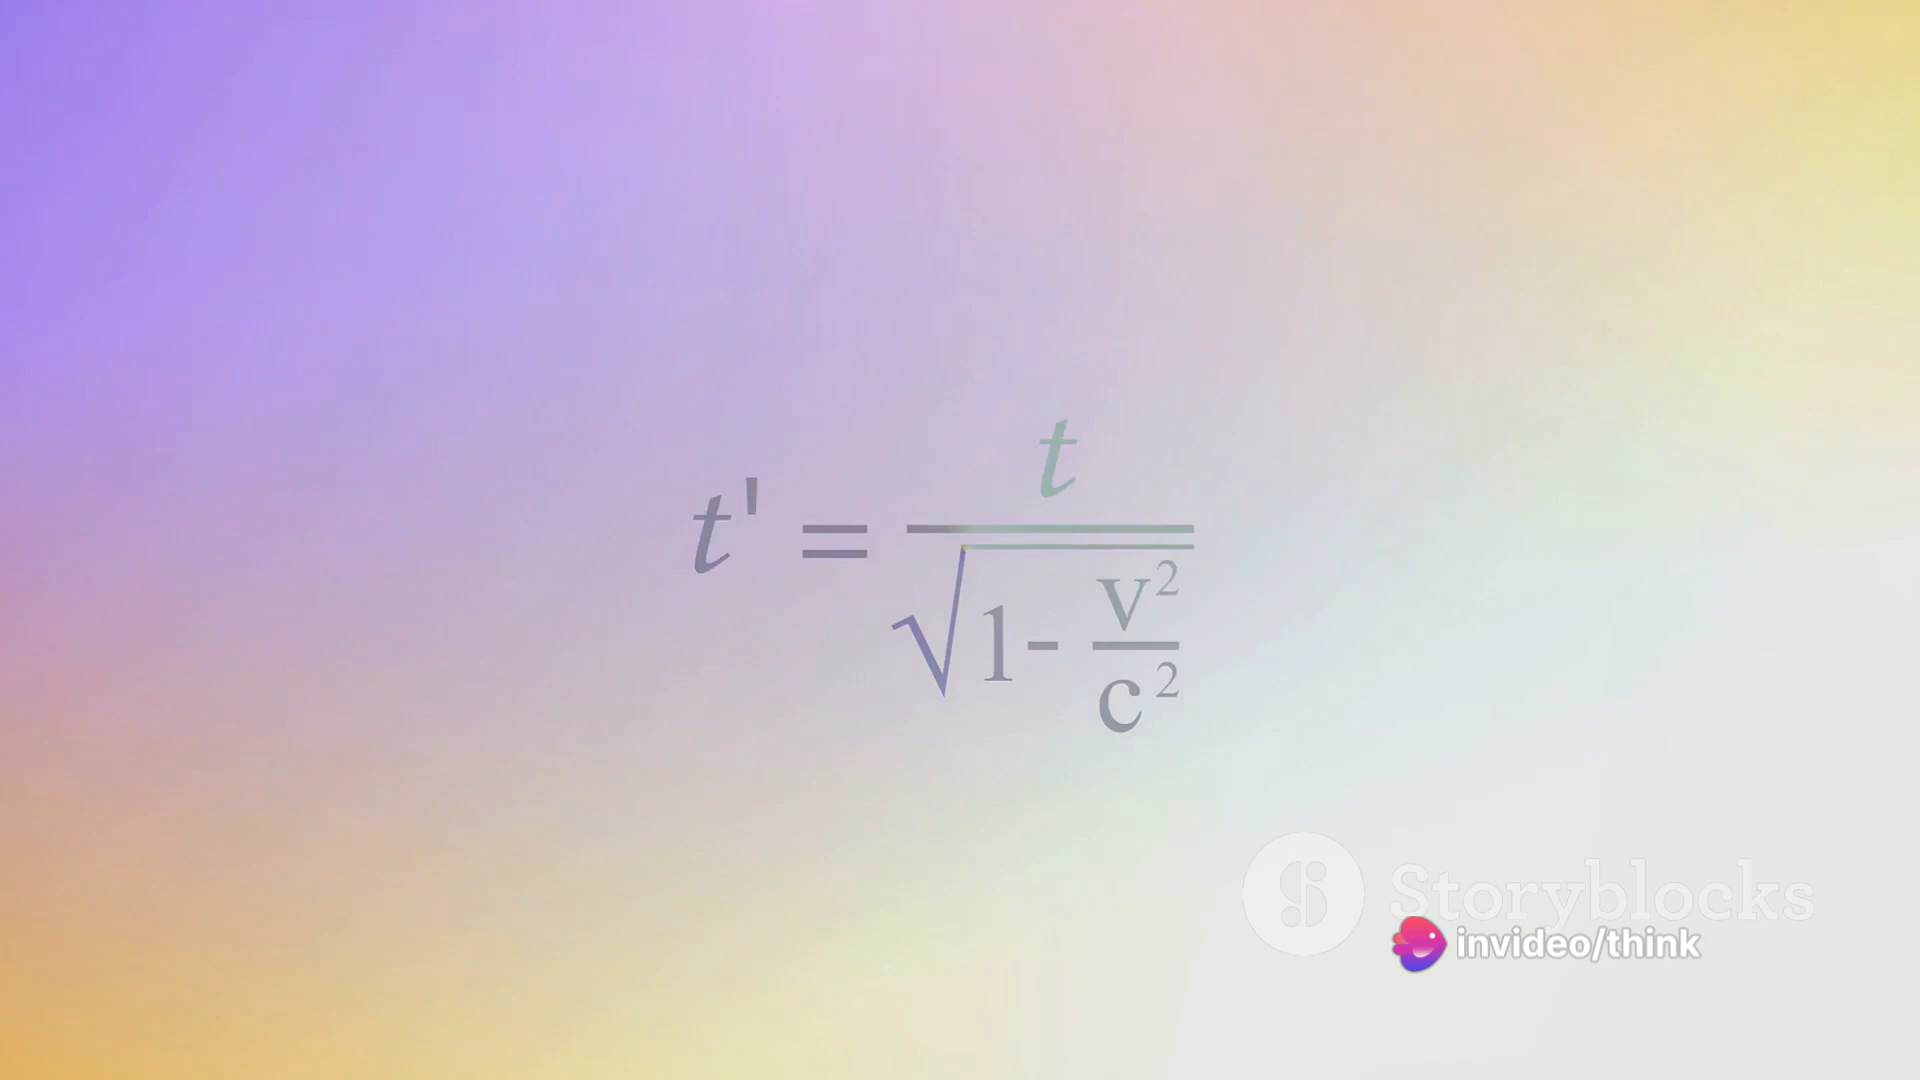 t' = t / √1- v²/c²
Storyblocks
invideo/think